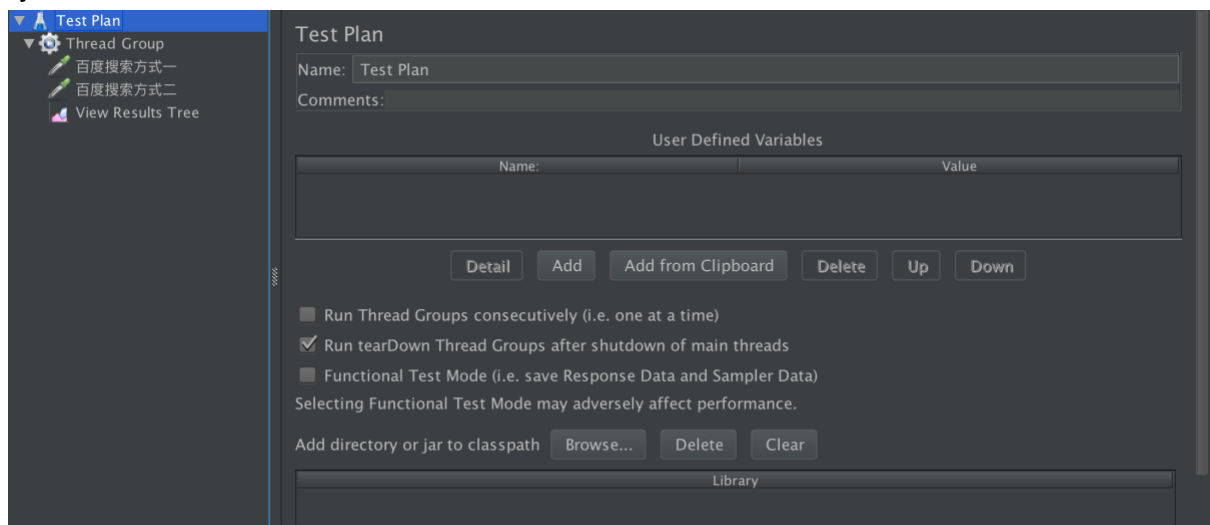 Test Plan
Thread Group
百度搜索方式一
百度搜索方式二
View Results Tree
Test Plan
Name: Test Plan
Comments:
User Defined Variables
Name: Value
Detail Add Add from Clipboard Delete Up Down
Run Thread Groups consecutively (i.e. one at a time)
Run tearDown Thread Groups after shutdown of main threads
Functional Test Mode (i.e. save Response Data and Sampler Data)
Selecting Functional Test Mode may adversely affect performance.
Add directory or jar to classpath Browse... Delete Clear
Library